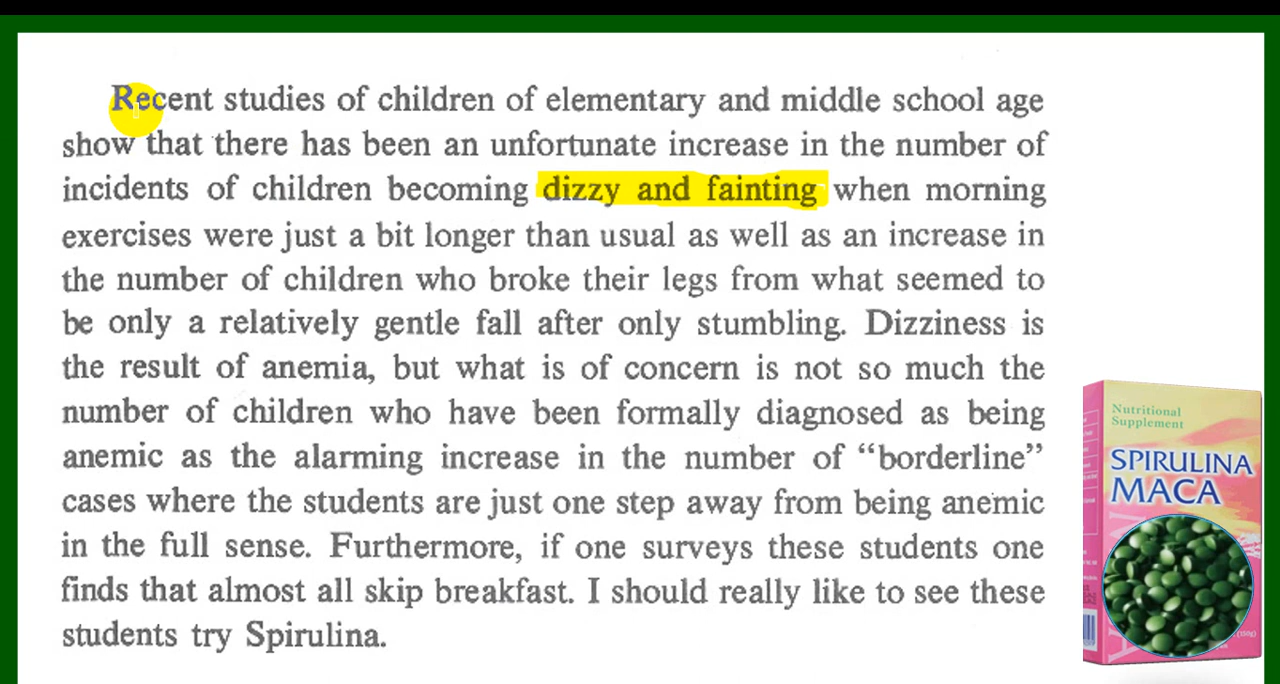 Recent studies of children of elementary and middle school age
show that there has been an unfortunate increase in the number of
incidents of children becoming dizzy and fainting when morning
exercises were just a bit longer than usual as well as an increase in
the number of children who broke their legs from what seemed to
be only a relatively gentle fall after only stumbling. Dizziness is
the result of anemia, but what is of concern is not so much the
number of children who have been formally diagnosed as being
anemic as the alarming increase in the number of “borderline”
cases where the students are just one step away from being anemic
in the full sense. Furthermore, if one surveys these students one
finds that almost all skip breakfast. I should really like to see these
students try Spirulina.
Nutritional
Supplement
SPIRULINA
MACA